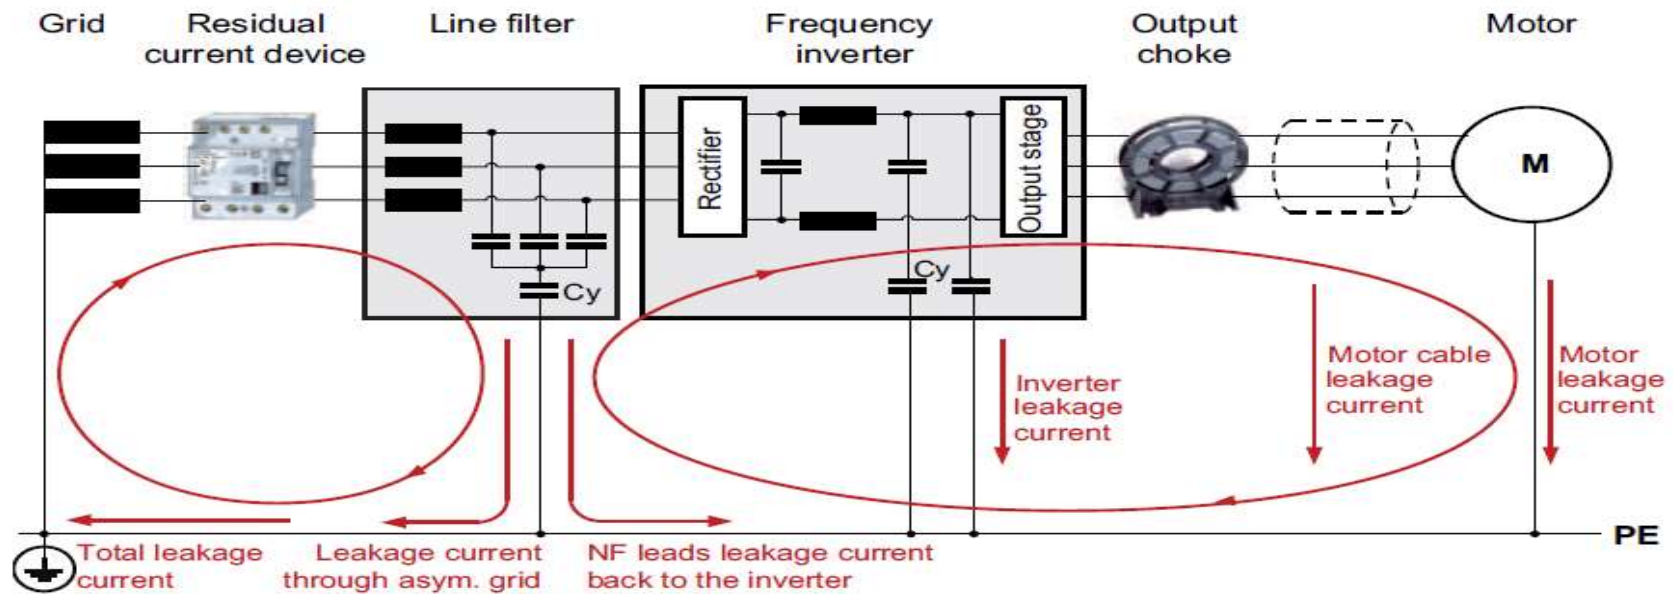 Grid
Residual
current device
Line filter
Frequency
inverter
Output
choke
Motor
Rectifier
Output stage
M
Cy
Cy
Inverter
leakage
current
Motor cable
leakage
current
Motor
leakage
current
PE
Total leakage
current
Leakage current
through asym. grid
NF leads leakage current
back to the inverter